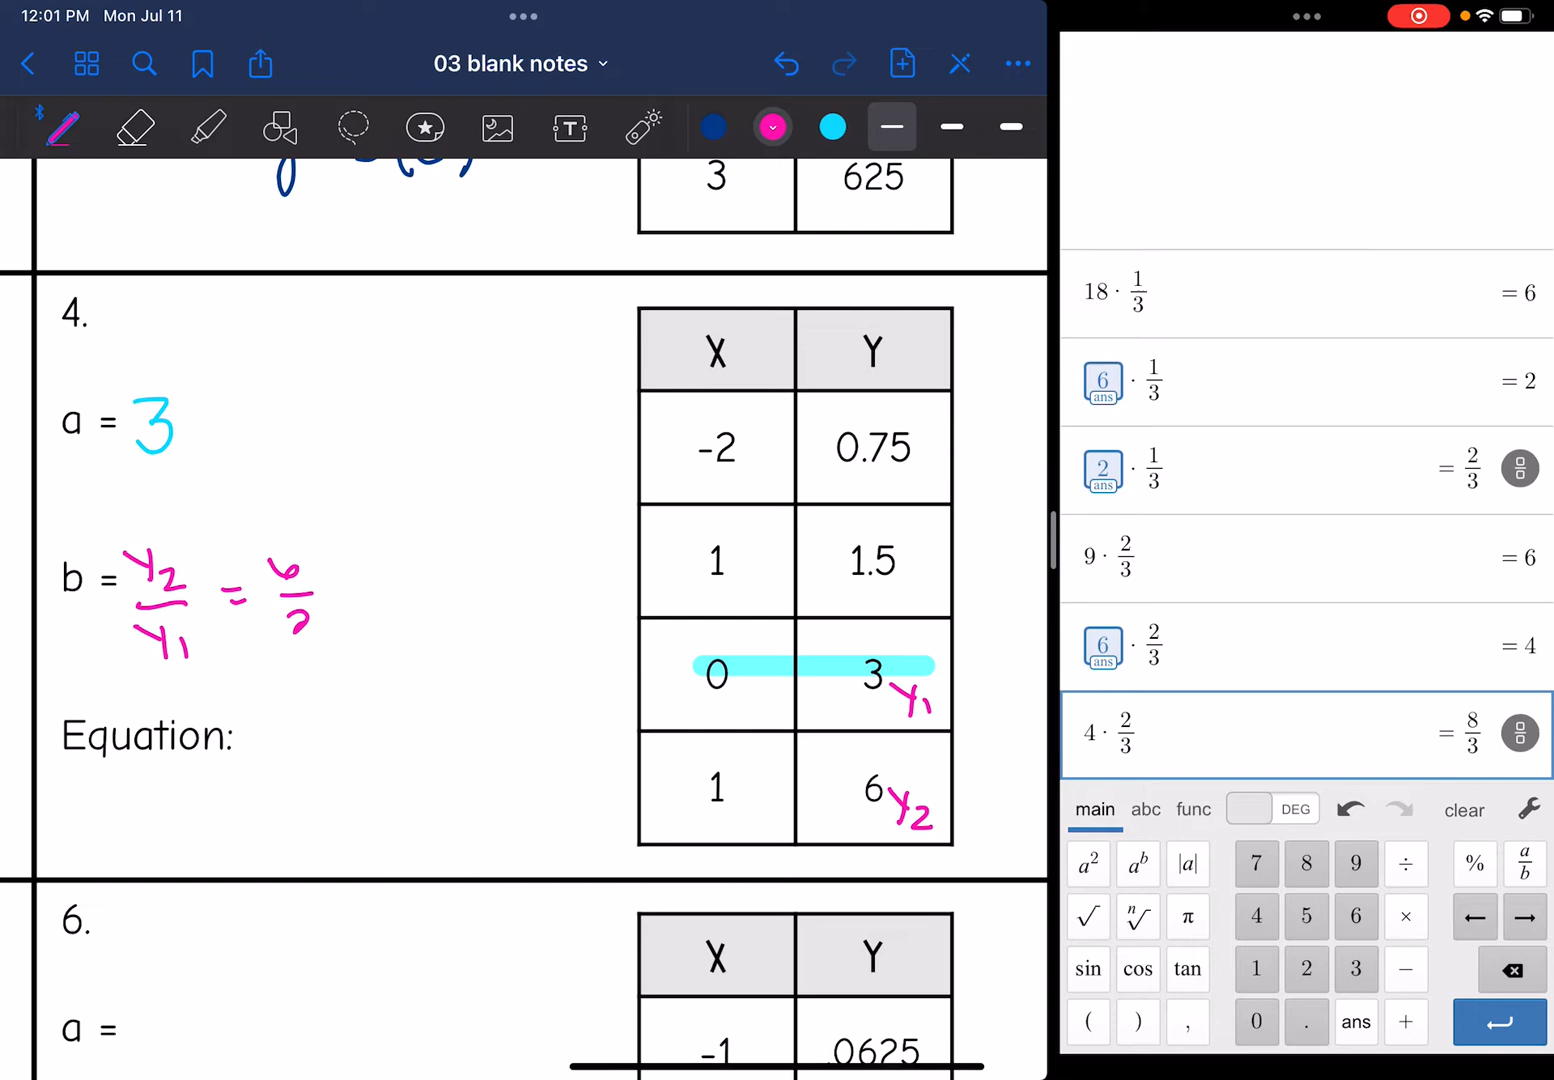 12:01 PM Mon Jul 11
03 blank notes
3 625
4.
X Y
a = 3
-2 0.75
1 1.5
b = Y2/Y1 = 6/
0 3 Y1
Equation:
1 6 Y2
6.
X Y
a =
-1 .0625
18 · 1/3 = 6
6 ans · 1/3 = 2
2 ans · 1/3 = 2/3
9 · 2/3 = 6
6 ans · 2/3 = 4
4 · 2/3 = 8/3
main abc func DEG clear
a² aᵇ |a| 7 8 9 ÷ % a/b
√ ⁿ√ π 4 5 6 × ← →
sin cos tan 1 2 3 −
( ) , 0 . ans +